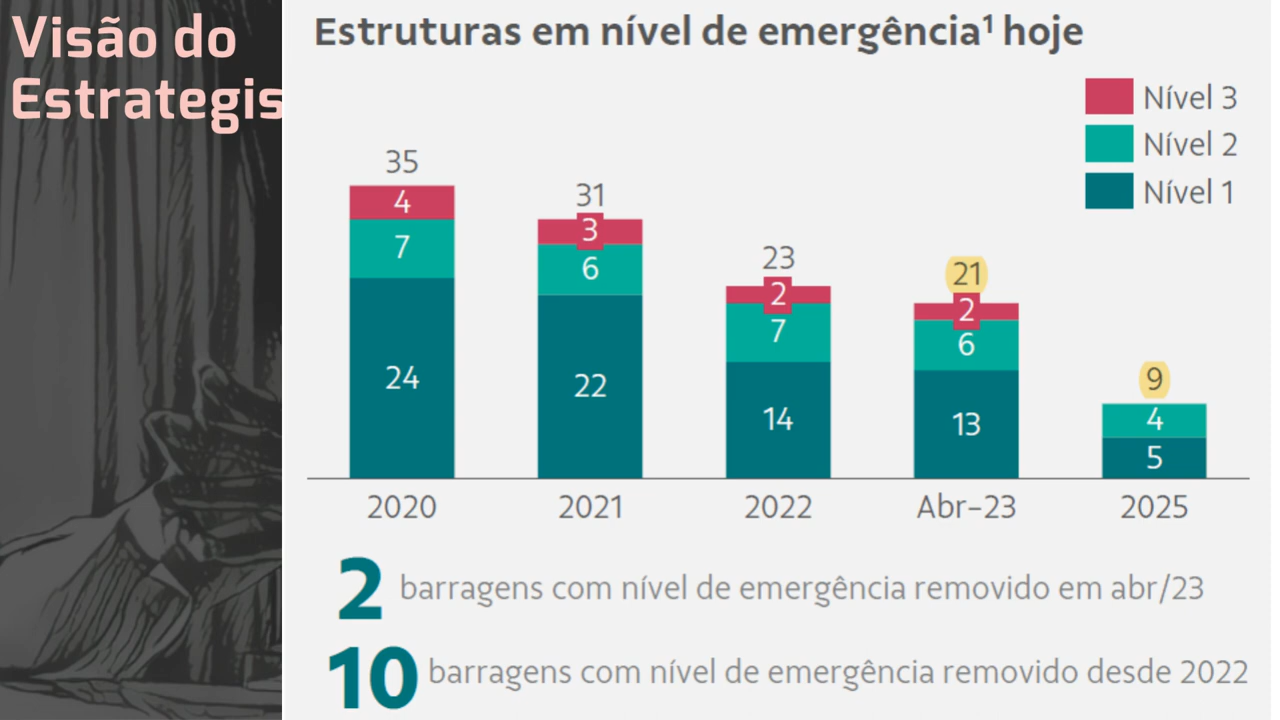 Visão do
Estrategis
Estruturas em nível de emergência¹ hoje
Nível 3
Nível 2
Nível 1
35
4
7
24
31
3
6
22
23
2
7
14
21
2
6
13
9
4
5
2020 2021 2022 Abr-23 2025
2 barragens com nível de emergência removido em abr/23
10 barragens com nível de emergência removido desde 2022